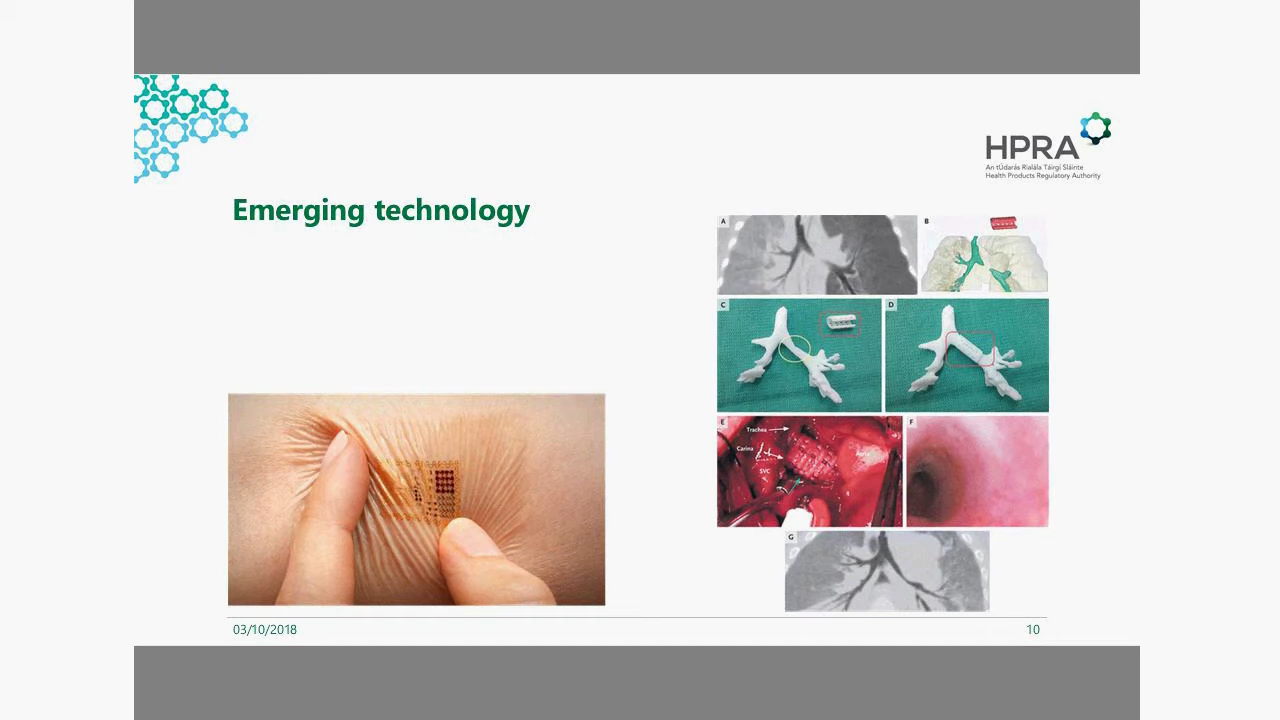 HPRA
An tÚdarás Rialála Táirgí Sláinte
Health Products Regulatory Authority
Emerging technology
A
B
C
D
E
Trachea
Carina
SVC
Aorta
F
G
03/10/2018
10